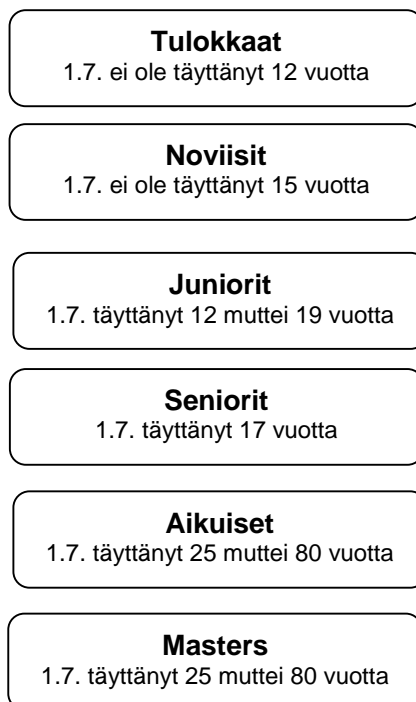 Tulokkaat
1.7. ei ole täyttänyt 12 vuotta
Noviisit
1.7. ei ole täyttänyt 15 vuotta
Juniorit
1.7. täyttänyt 12 muttei 19 vuotta
Seniorit
1.7. täyttänyt 17 vuotta
Aikuiset
1.7. täyttänyt 25 muttei 80 vuotta
Masters
1.7. täyttänyt 25 muttei 80 vuotta